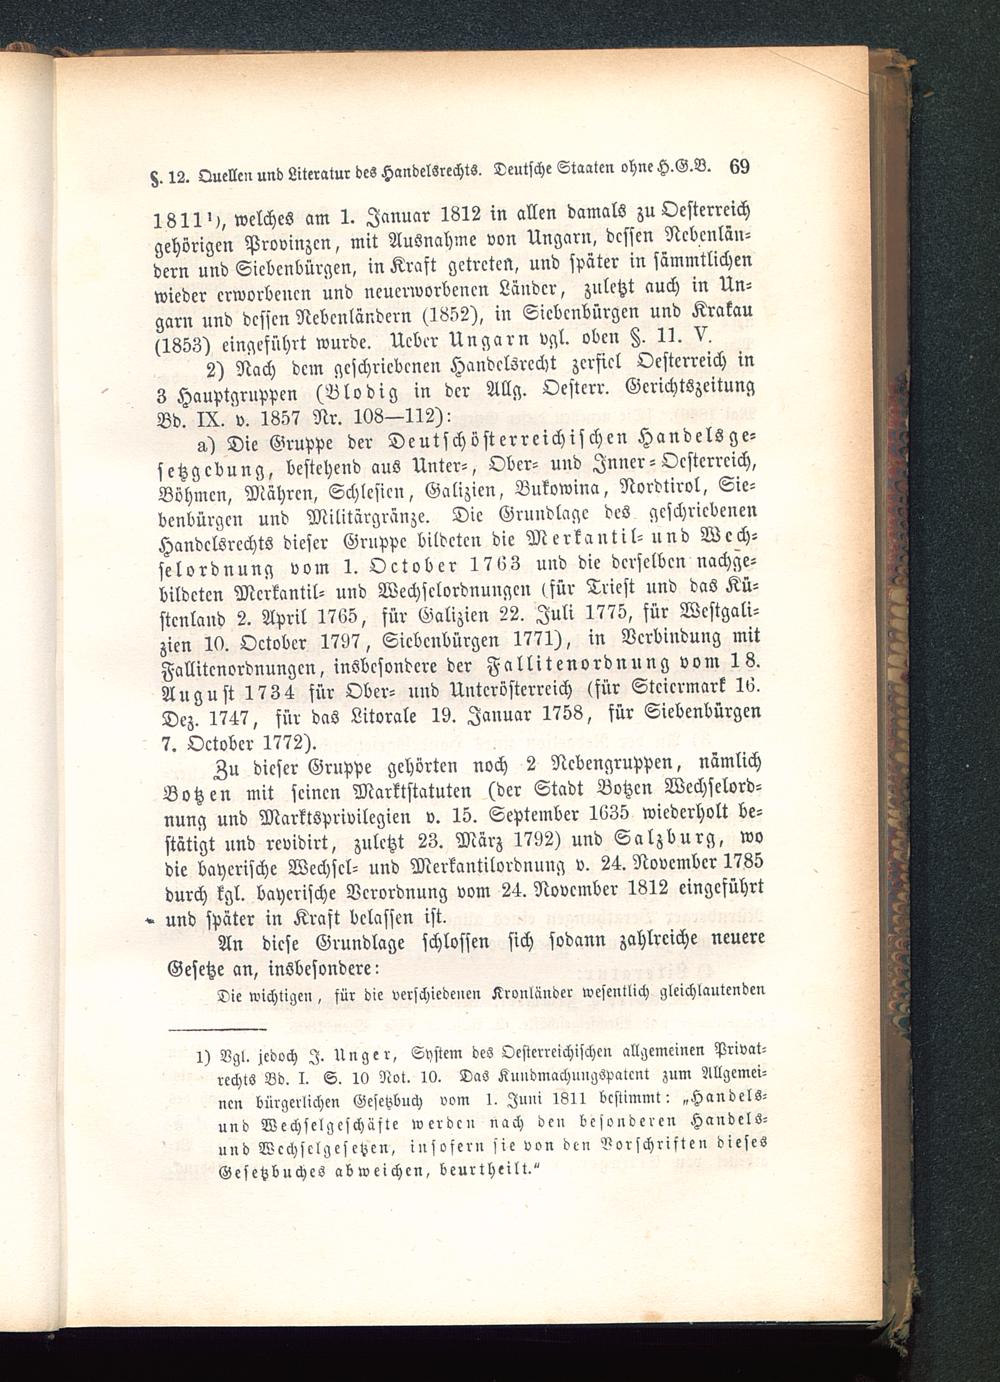 §. 12. Quellen und Literatur des Handelsrechts. Deutsche Staaten ohne H.G.B. 69
1811¹), welches am 1. Januar 1812 in allen damals zu Oesterreich
gehörigen Provinzen, mit Ausnahme von Ungarn, dessen Nebenlän-
dern und Siebenbürgen, in Kraft getreten, und später in sämmtlichen
wieder erworbenen und neuerworbenen Länder, zuletzt auch in Un-
garn und dessen Nebenländern (1852), in Siebenbürgen und Krakau
(1853) eingeführt wurde. Ueber Ungarn vgl. oben §. 11. V.
2) Nach dem geschriebenen Handelsrecht zerfiel Oesterreich in
3 Hauptgruppen (Blodig in der Allg. Oesterr. Gerichtszeitung
Bd. IX. v. 1857 Nr. 108—112):
a) Die Gruppe der Deutschösterreichischen Handelsge-
setzgebung, bestehend aus Unter-, Ober- und Inner-Oesterreich,
Böhmen, Mähren, Schlesien, Galizien, Bukowina, Nordtirol, Sie-
benbürgen und Militärgränze. Die Grundlage des geschriebenen
Handelsrechts dieser Gruppe bildeten die Merkantil- und Wech-
selordnung vom 1. October 1763 und die derselben nachge-
bildeten Merkantil- und Wechselordnungen (für Triest und das Kü-
stenland 2. April 1765, für Galizien 22. Juli 1775, für Westgali-
zien 10. October 1797, Siebenbürgen 1771), in Verbindung mit
Fallitenordnungen, insbesondere der Fallitenordnung vom 18.
August 1734 für Ober- und Unterösterreich (für Steiermark 16.
Dez. 1747, für das Litorale 19. Januar 1758, für Siebenbürgen
7. October 1772).
Zu dieser Gruppe gehörten noch 2 Nebengruppen, nämlich
Botzen mit seinen Marktstatuten (der Stadt Botzen Wechselord-
nung und Marktsprivilegien v. 15. September 1635 wiederholt be-
stätigt und revidirt, zuletzt 23. März 1792) und Salzburg, wo
die bayerische Wechsel- und Merkantilordnung v. 24. November 1785
durch kgl. bayerische Verordnung vom 24. November 1812 eingeführt
und später in Kraft belassen ist.
An diese Grundlage schlossen sich sodann zahlreiche neuere
Gesetze an, insbesondere:
Die wichtigen, für die verschiedenen Kronländer wesentlich gleichlautenden
1) Vgl. jedoch J. Unger, System des Oesterreichischen allgemeinen Privat-
rechts Bd. I. S. 10 Not. 10. Das Kundmachungspatent zum Allgemei-
nen bürgerlichen Gesetzbuch vom 1. Juni 1811 bestimmt: „Handels-
und Wechselgeschäfte werden nach den besonderen Handels-
und Wechselgesetzen, insofern sie von den Vorschriften dieses
Gesetzbuches abweichen, beurtheilt.“